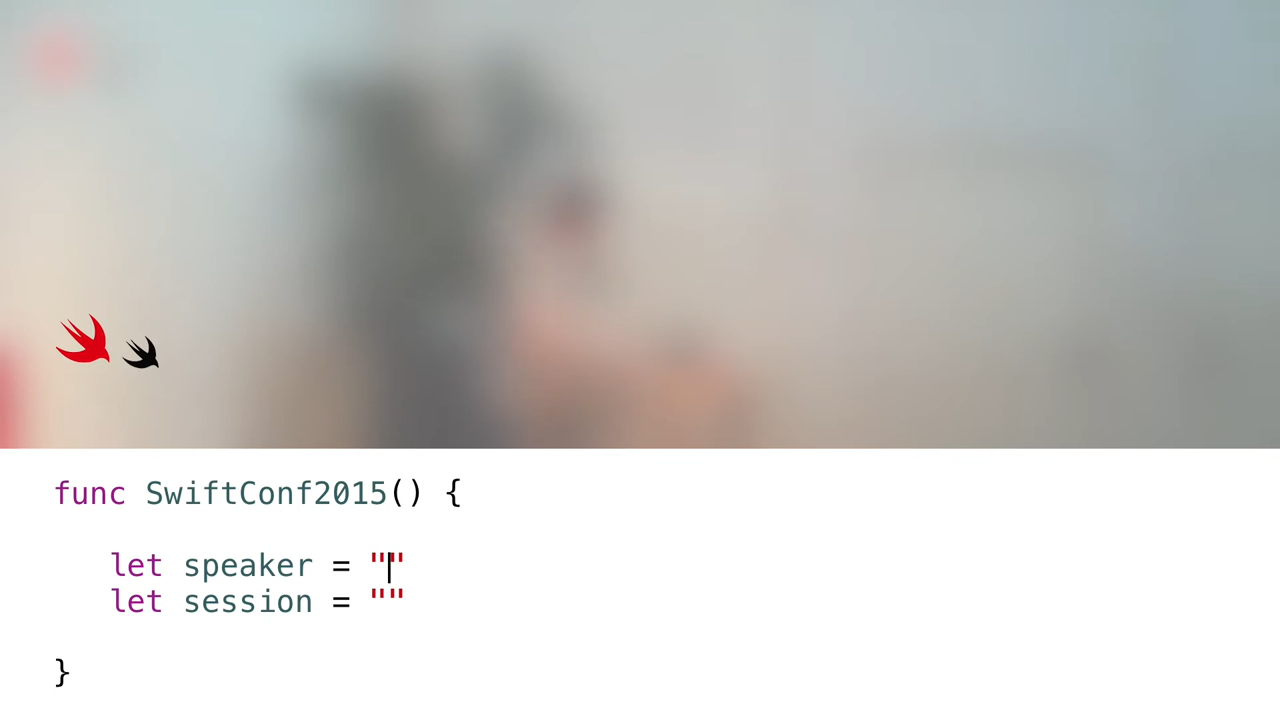 func SwiftConf2015() {
let speaker = ""
let session = ""
}